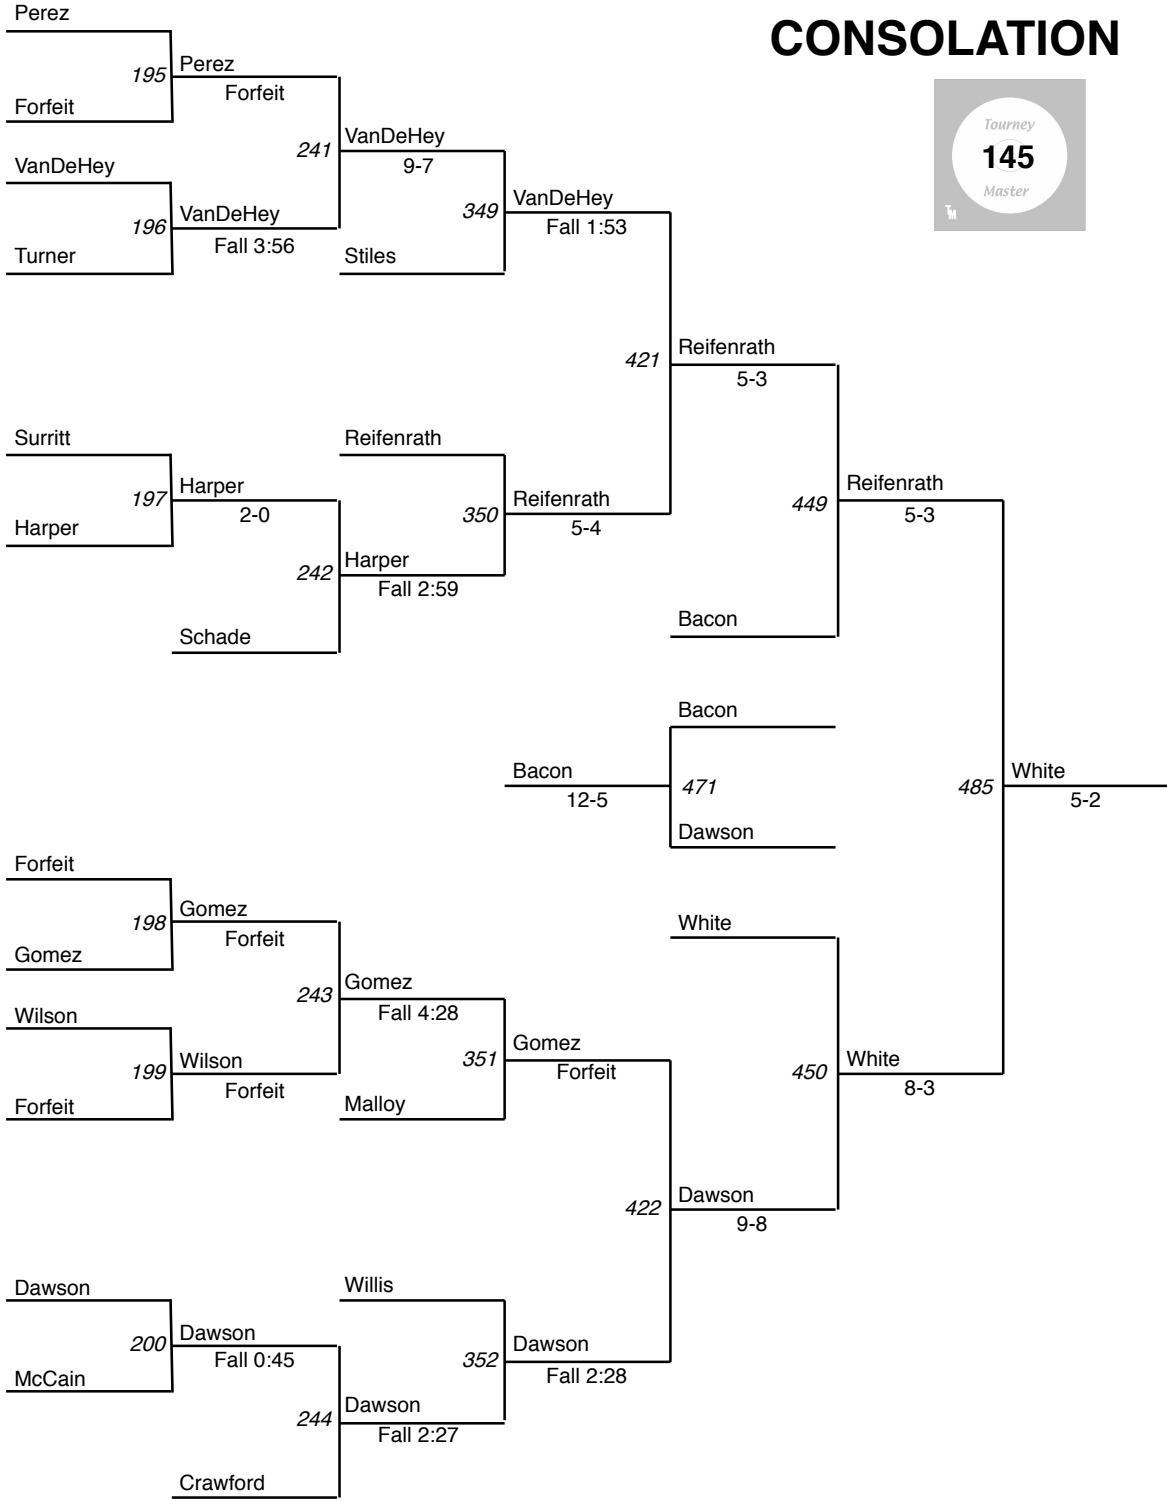 Perez
CONSOLATION
195
Perez
Forfeit
Forfeit
VanDeHey
241
VanDeHey
9-7
Tourney
145
Master
TM
196
VanDeHey
Fall 3:56
349
VanDeHey
Fall 1:53
Turner
Stiles
421
Reifenrath
5-3
Surritt
Reifenrath
197
Harper
2-0
350
Reifenrath
5-4
449
Reifenrath
5-3
Harper
242
Harper
Fall 2:59
Schade
Bacon
Bacon
Bacon
12-5
471
485
White
5-2
Dawson
Forfeit
198
Gomez
Forfeit
White
Gomez
243
Gomez
Fall 4:28
Wilson
199
Wilson
Forfeit
351
Gomez
Forfeit
450
White
8-3
Forfeit
Malloy
422
Dawson
9-8
Dawson
Willis
200
Dawson
Fall 0:45
352
Dawson
Fall 2:28
McCain
244
Dawson
Fall 2:27
Crawford